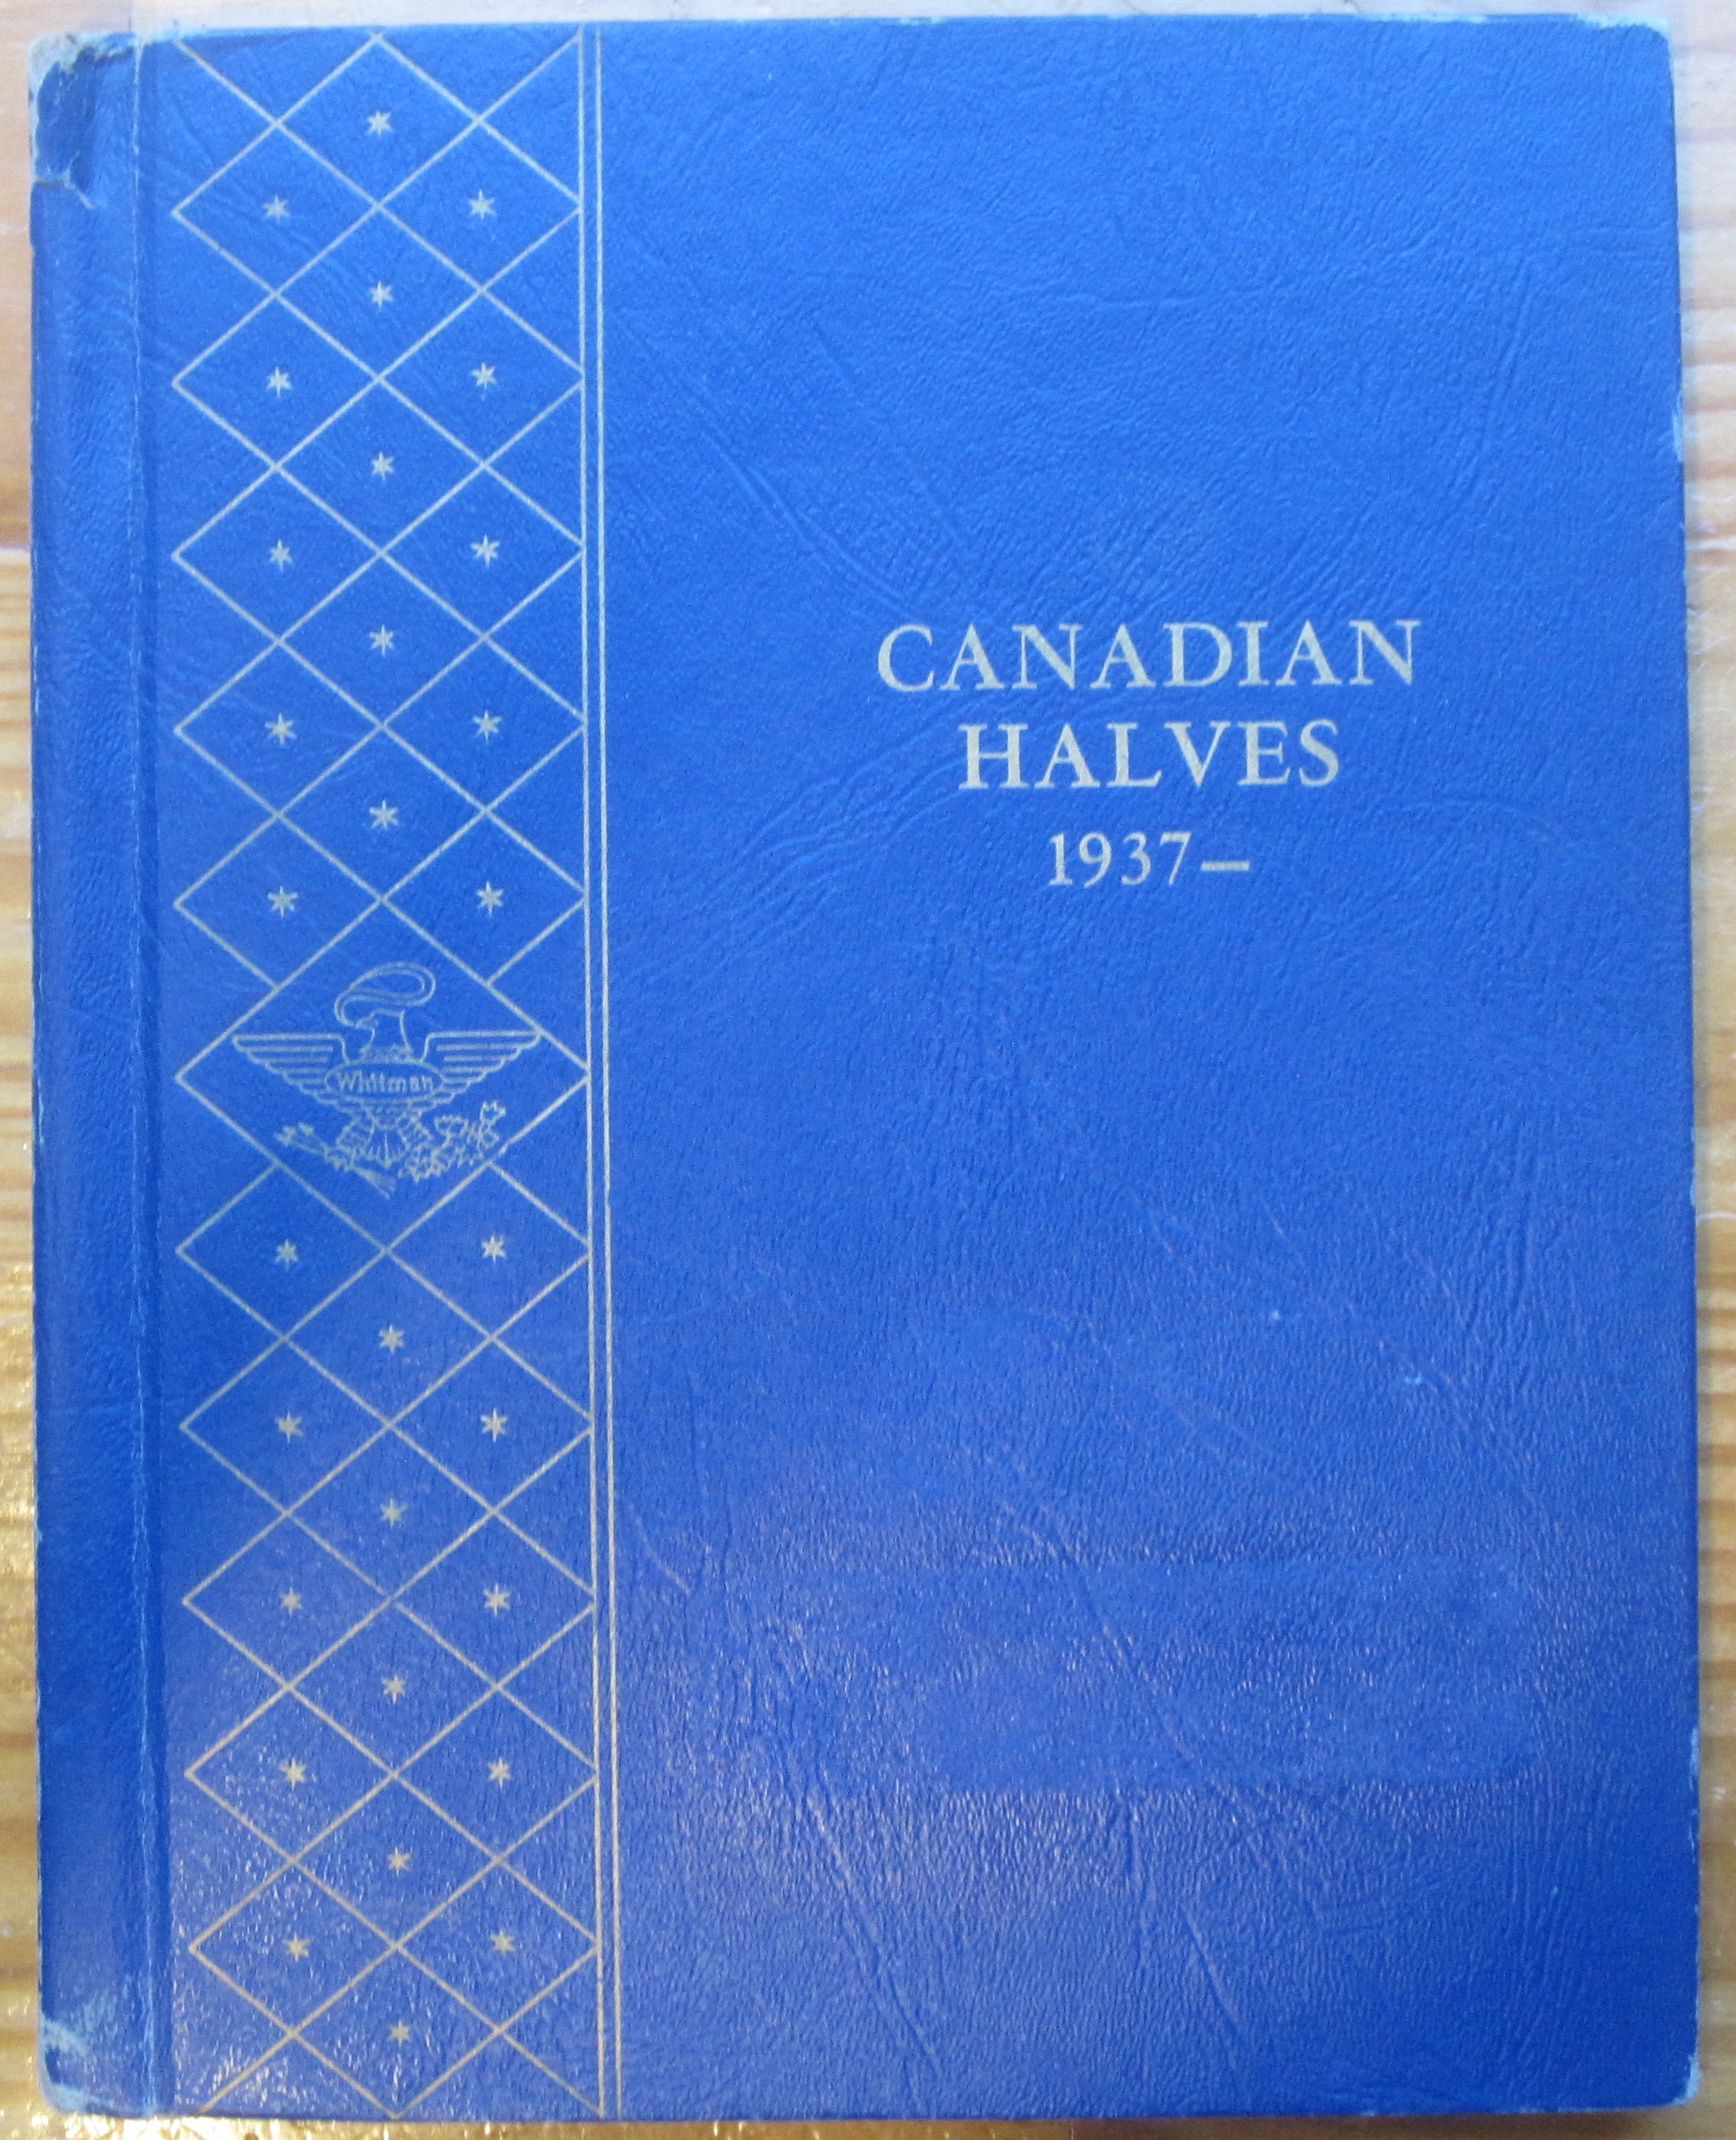 CANADIAN
HALVES
1937—
Whitman